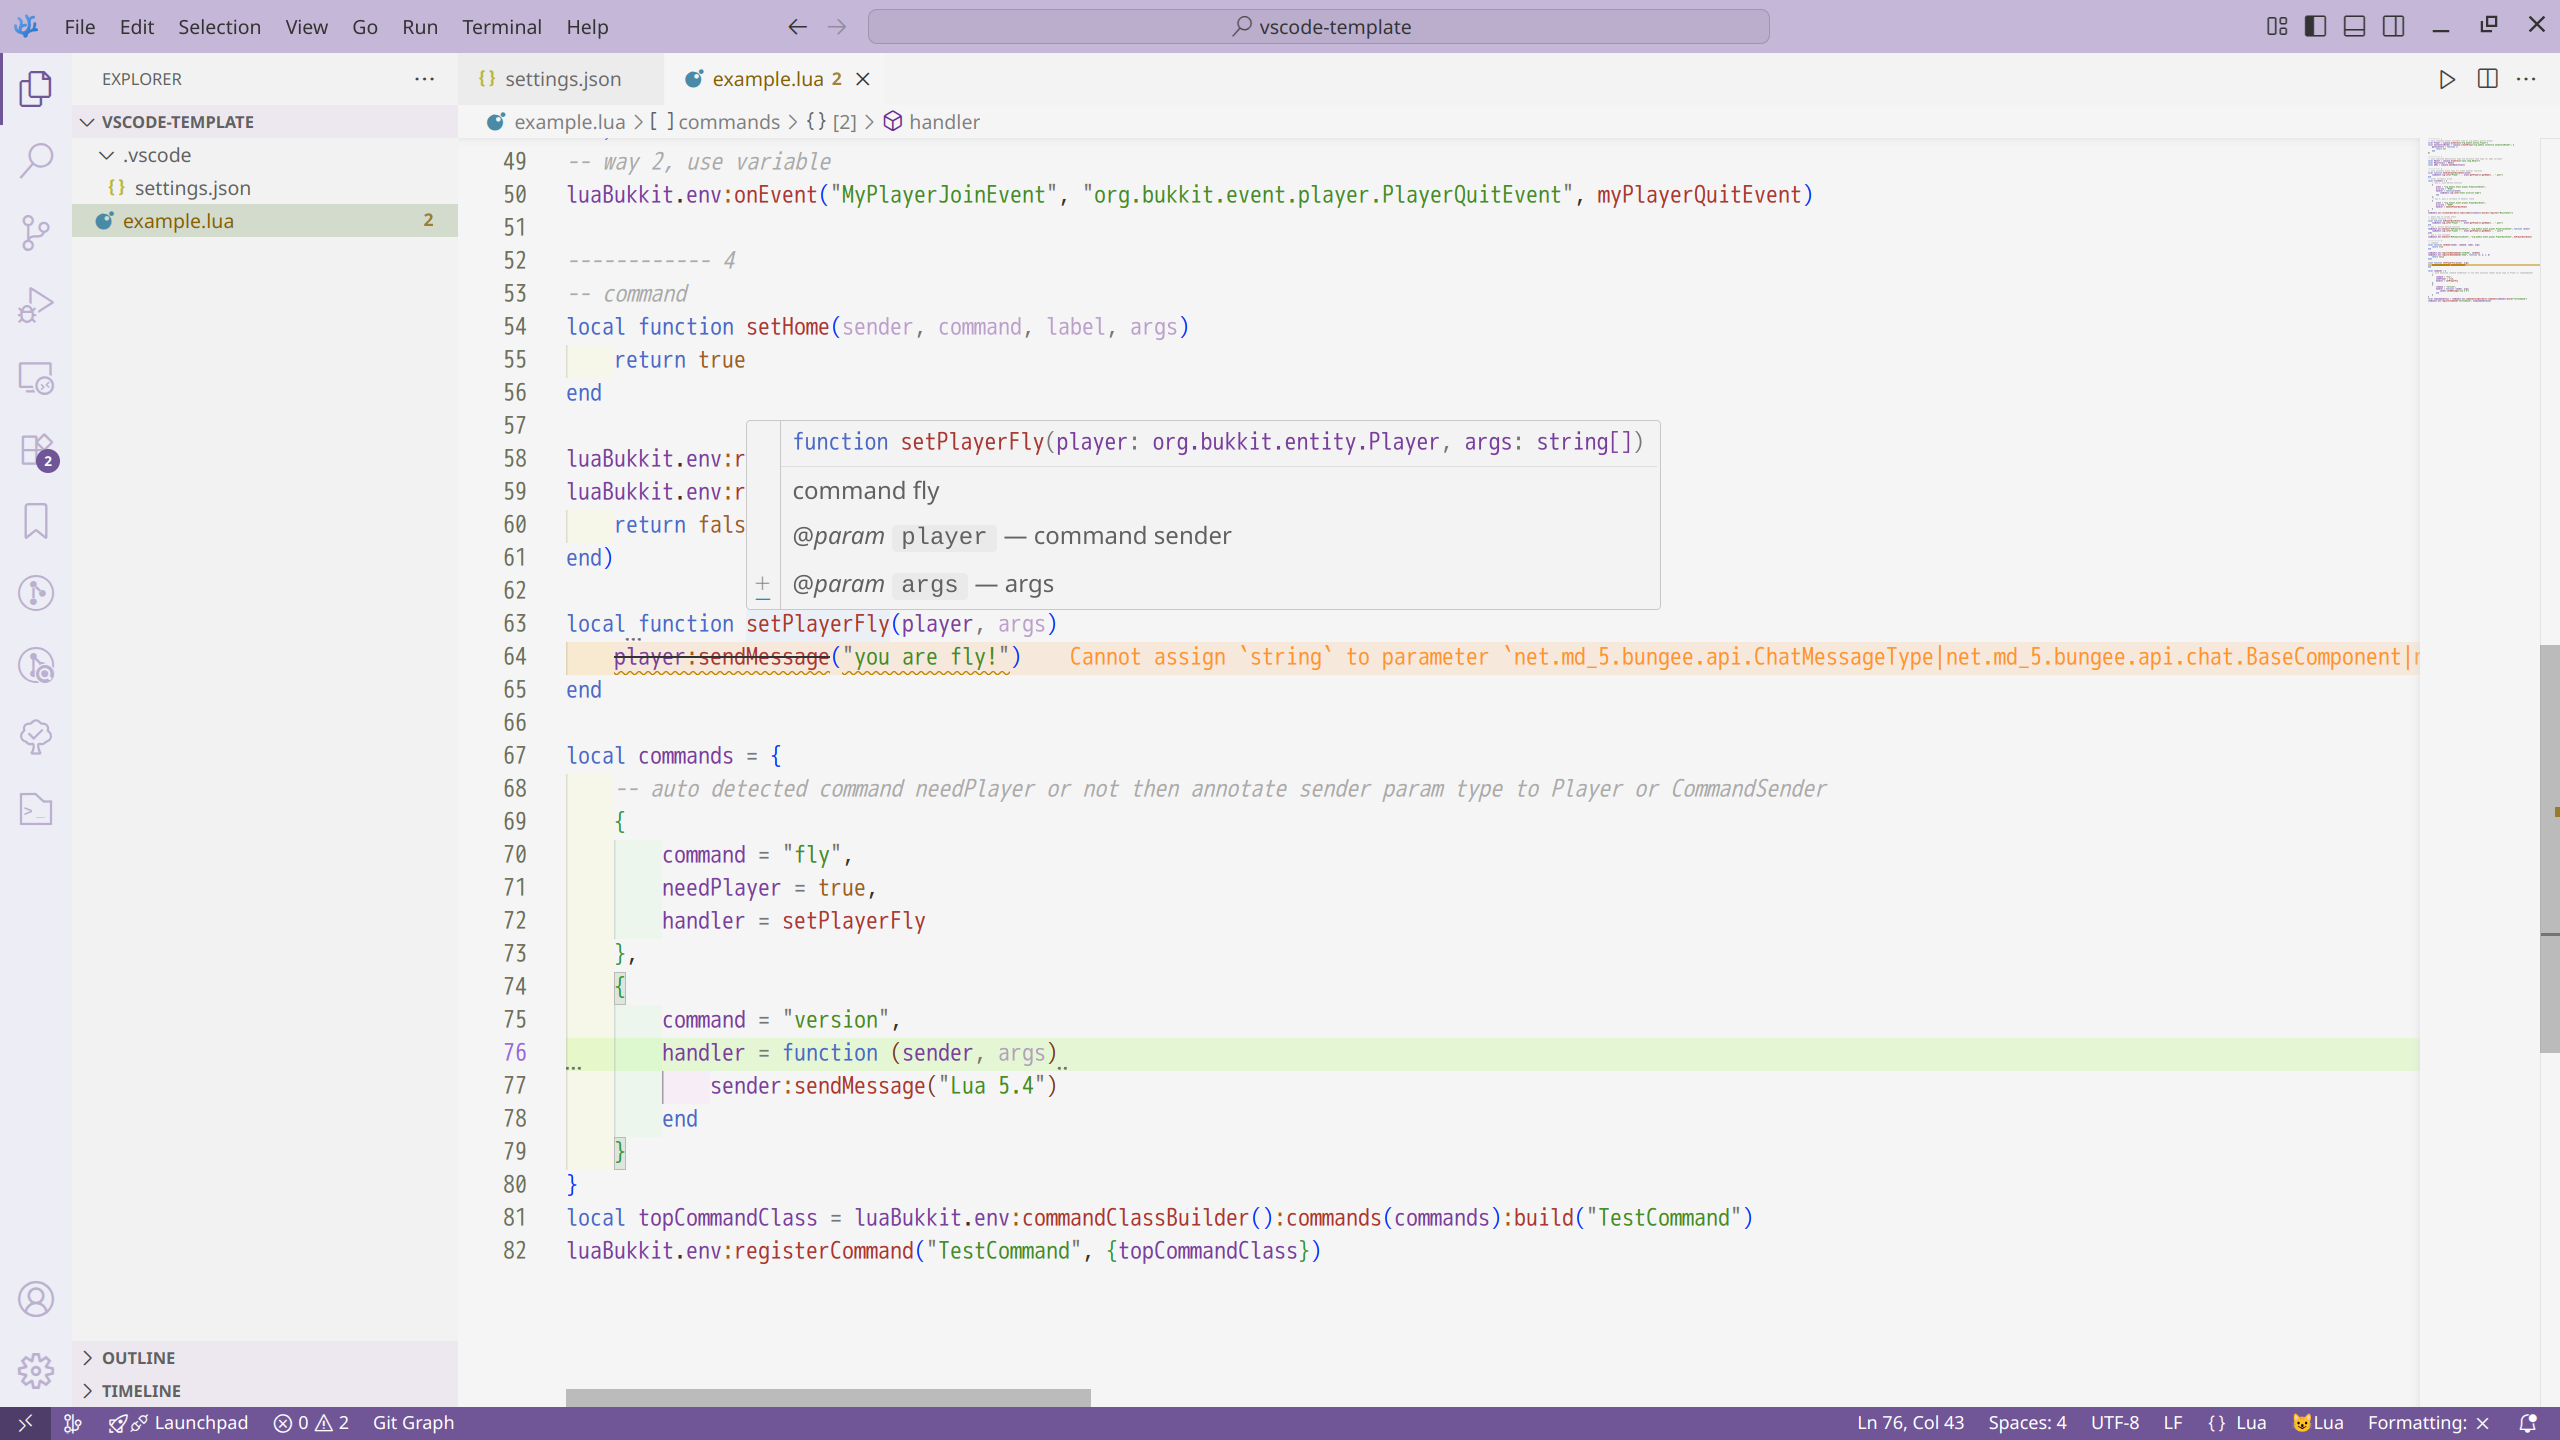 File Edit Selection View Go Run Terminal Help
vscode-template
EXPLORER
VSCODE-TEMPLATE
.vscode
{} settings.json
example.lua 2
OUTLINE
TIMELINE
2
{} settings.json
example.lua 2
example.lua > [ ] commands > {} [2] > handler
49 -- way 2, use variable
50 luaBukkit.env:onEvent("MyPlayerJoinEvent", "org.bukkit.event.player.PlayerQuitEvent", myPlayerQuitEvent)
51
52 ------------ 4
53 -- command
54 local function setHome(sender, command, label, args)
55 return true
56 end
57
58 luaBukkit.env:r
59 luaBukkit.env:r
60 return fals
61 end)
62
function setPlayerFly(player: org.bukkit.entity.Player, args: string[])
command fly
@param player — command sender
@param args — args
63 local function setPlayerFly(player, args)
64 player:sendMessage("you are fly!") Cannot assign `string` to parameter `net.md_5.bungee.api.ChatMessageType|net.md_5.bungee.api.chat.BaseComponent|
65 end
66
67 local commands = {
68 -- auto detected command needPlayer or not then annotate sender param type to Player or CommandSender
69 {
70 command = "fly",
71 needPlayer = true,
72 handler = setPlayerFly
73 },
74 {
75 command = "version",
76 handler = function (sender, args)
77 sender:sendMessage("Lua 5.4")
78 end
79 }
80 }
81 local topCommandClass = luaBukkit.env:commandClassBuilder():commands(commands):build("TestCommand")
82 luaBukkit.env:registerCommand("TestCommand", {topCommandClass})
Launchpad 0 2 Git Graph Ln 76, Col 43 Spaces: 4 UTF-8 LF {} Lua 😺Lua Formatting: ×